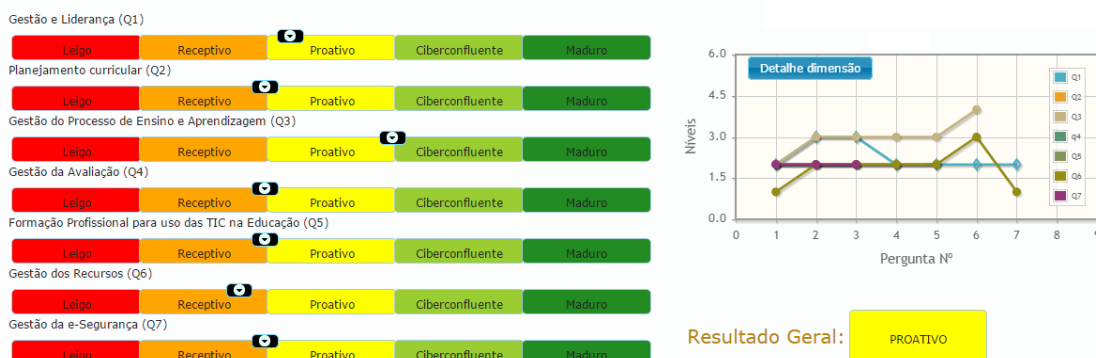 Gestão e Liderança (Q1)
Leigo Receptivo Proativo Ciberconfluente Maduro
Planejamento curricular (Q2)
Leigo Receptivo Proativo Ciberconfluente Maduro
Gestão do Processo de Ensino e Aprendizagem (Q3)
Leigo Receptivo Proativo Ciberconfluente Maduro
Gestão da Avaliação (Q4)
Leigo Receptivo Proativo Ciberconfluente Maduro
Formação Profissional para uso das TIC na Educação (Q5)
Leigo Receptivo Proativo Ciberconfluente Maduro
Gestão dos Recursos (Q6)
Leigo Receptivo Proativo Ciberconfluente Maduro
Gestão da e-Segurança (Q7)
Leigo Receptivo Proativo Ciberconfluente Maduro
Detalhe dimensão
Níveis
6.0
4.5
3.0
1.5
0.0
0 1 2 3 4 5 6 7 8 9
Pergunta Nº
Q1
Q2
Q3
Q4
Q5
Q6
Q7
Resultado Geral: PROATIVO